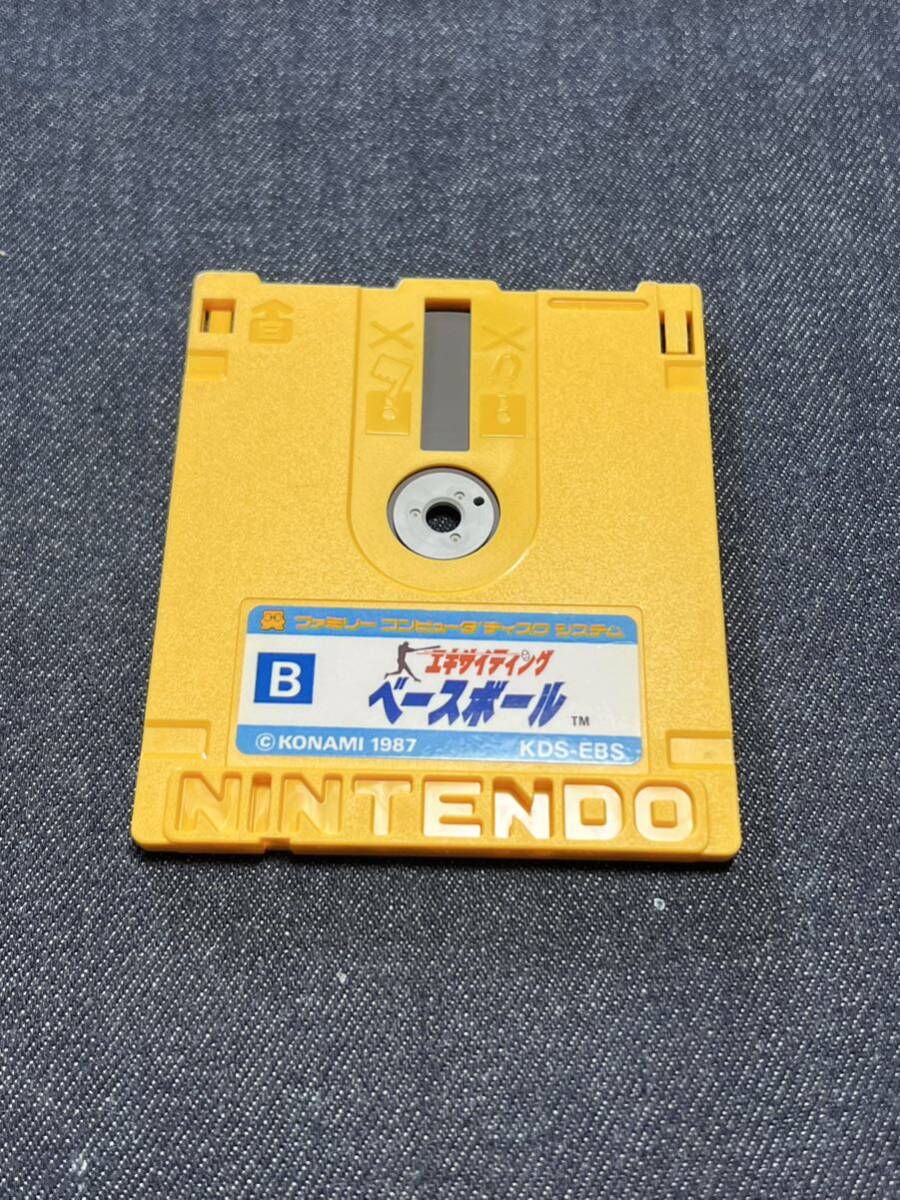 ファミリー コンピュータ ディスク システム
B
エキサイティング
ベースボール TM
© KONAMI 1987 KDS-EBS
NINTENDO